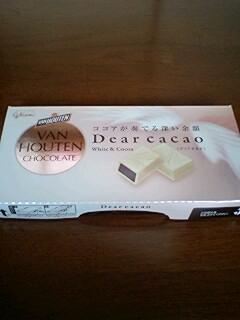 Glico
VAN HOUTEN
VAN
HOUTEN
CHOCOLATE
ココアが奏でる深い余韻
Dear cacao
White & Cocoa
Dear cacao